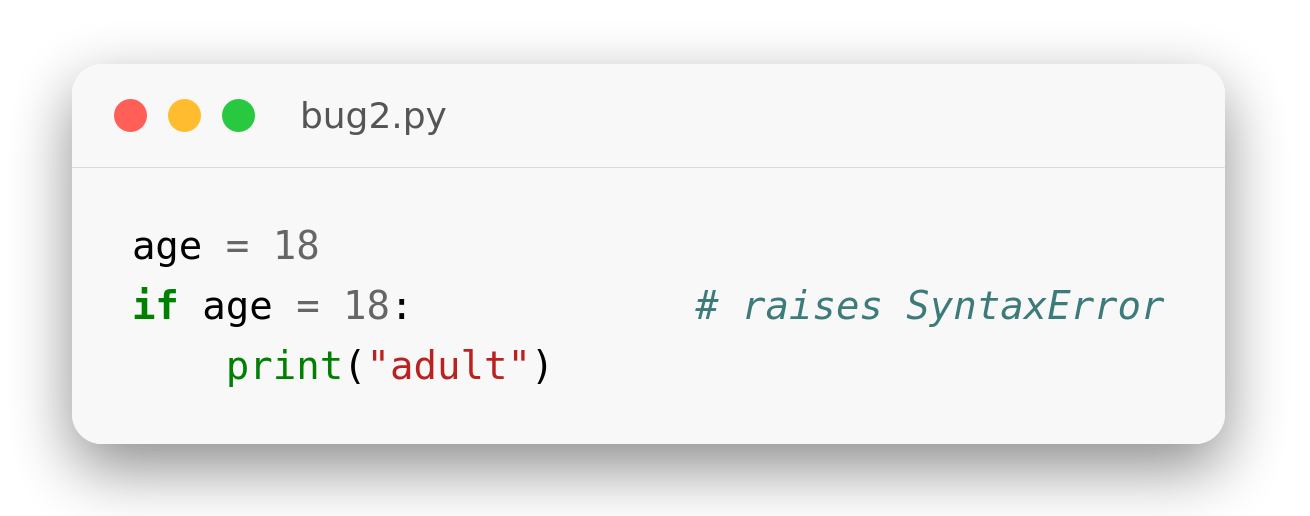 bug2.py
age = 18
if age = 18:            # raises SyntaxError
    print("adult")